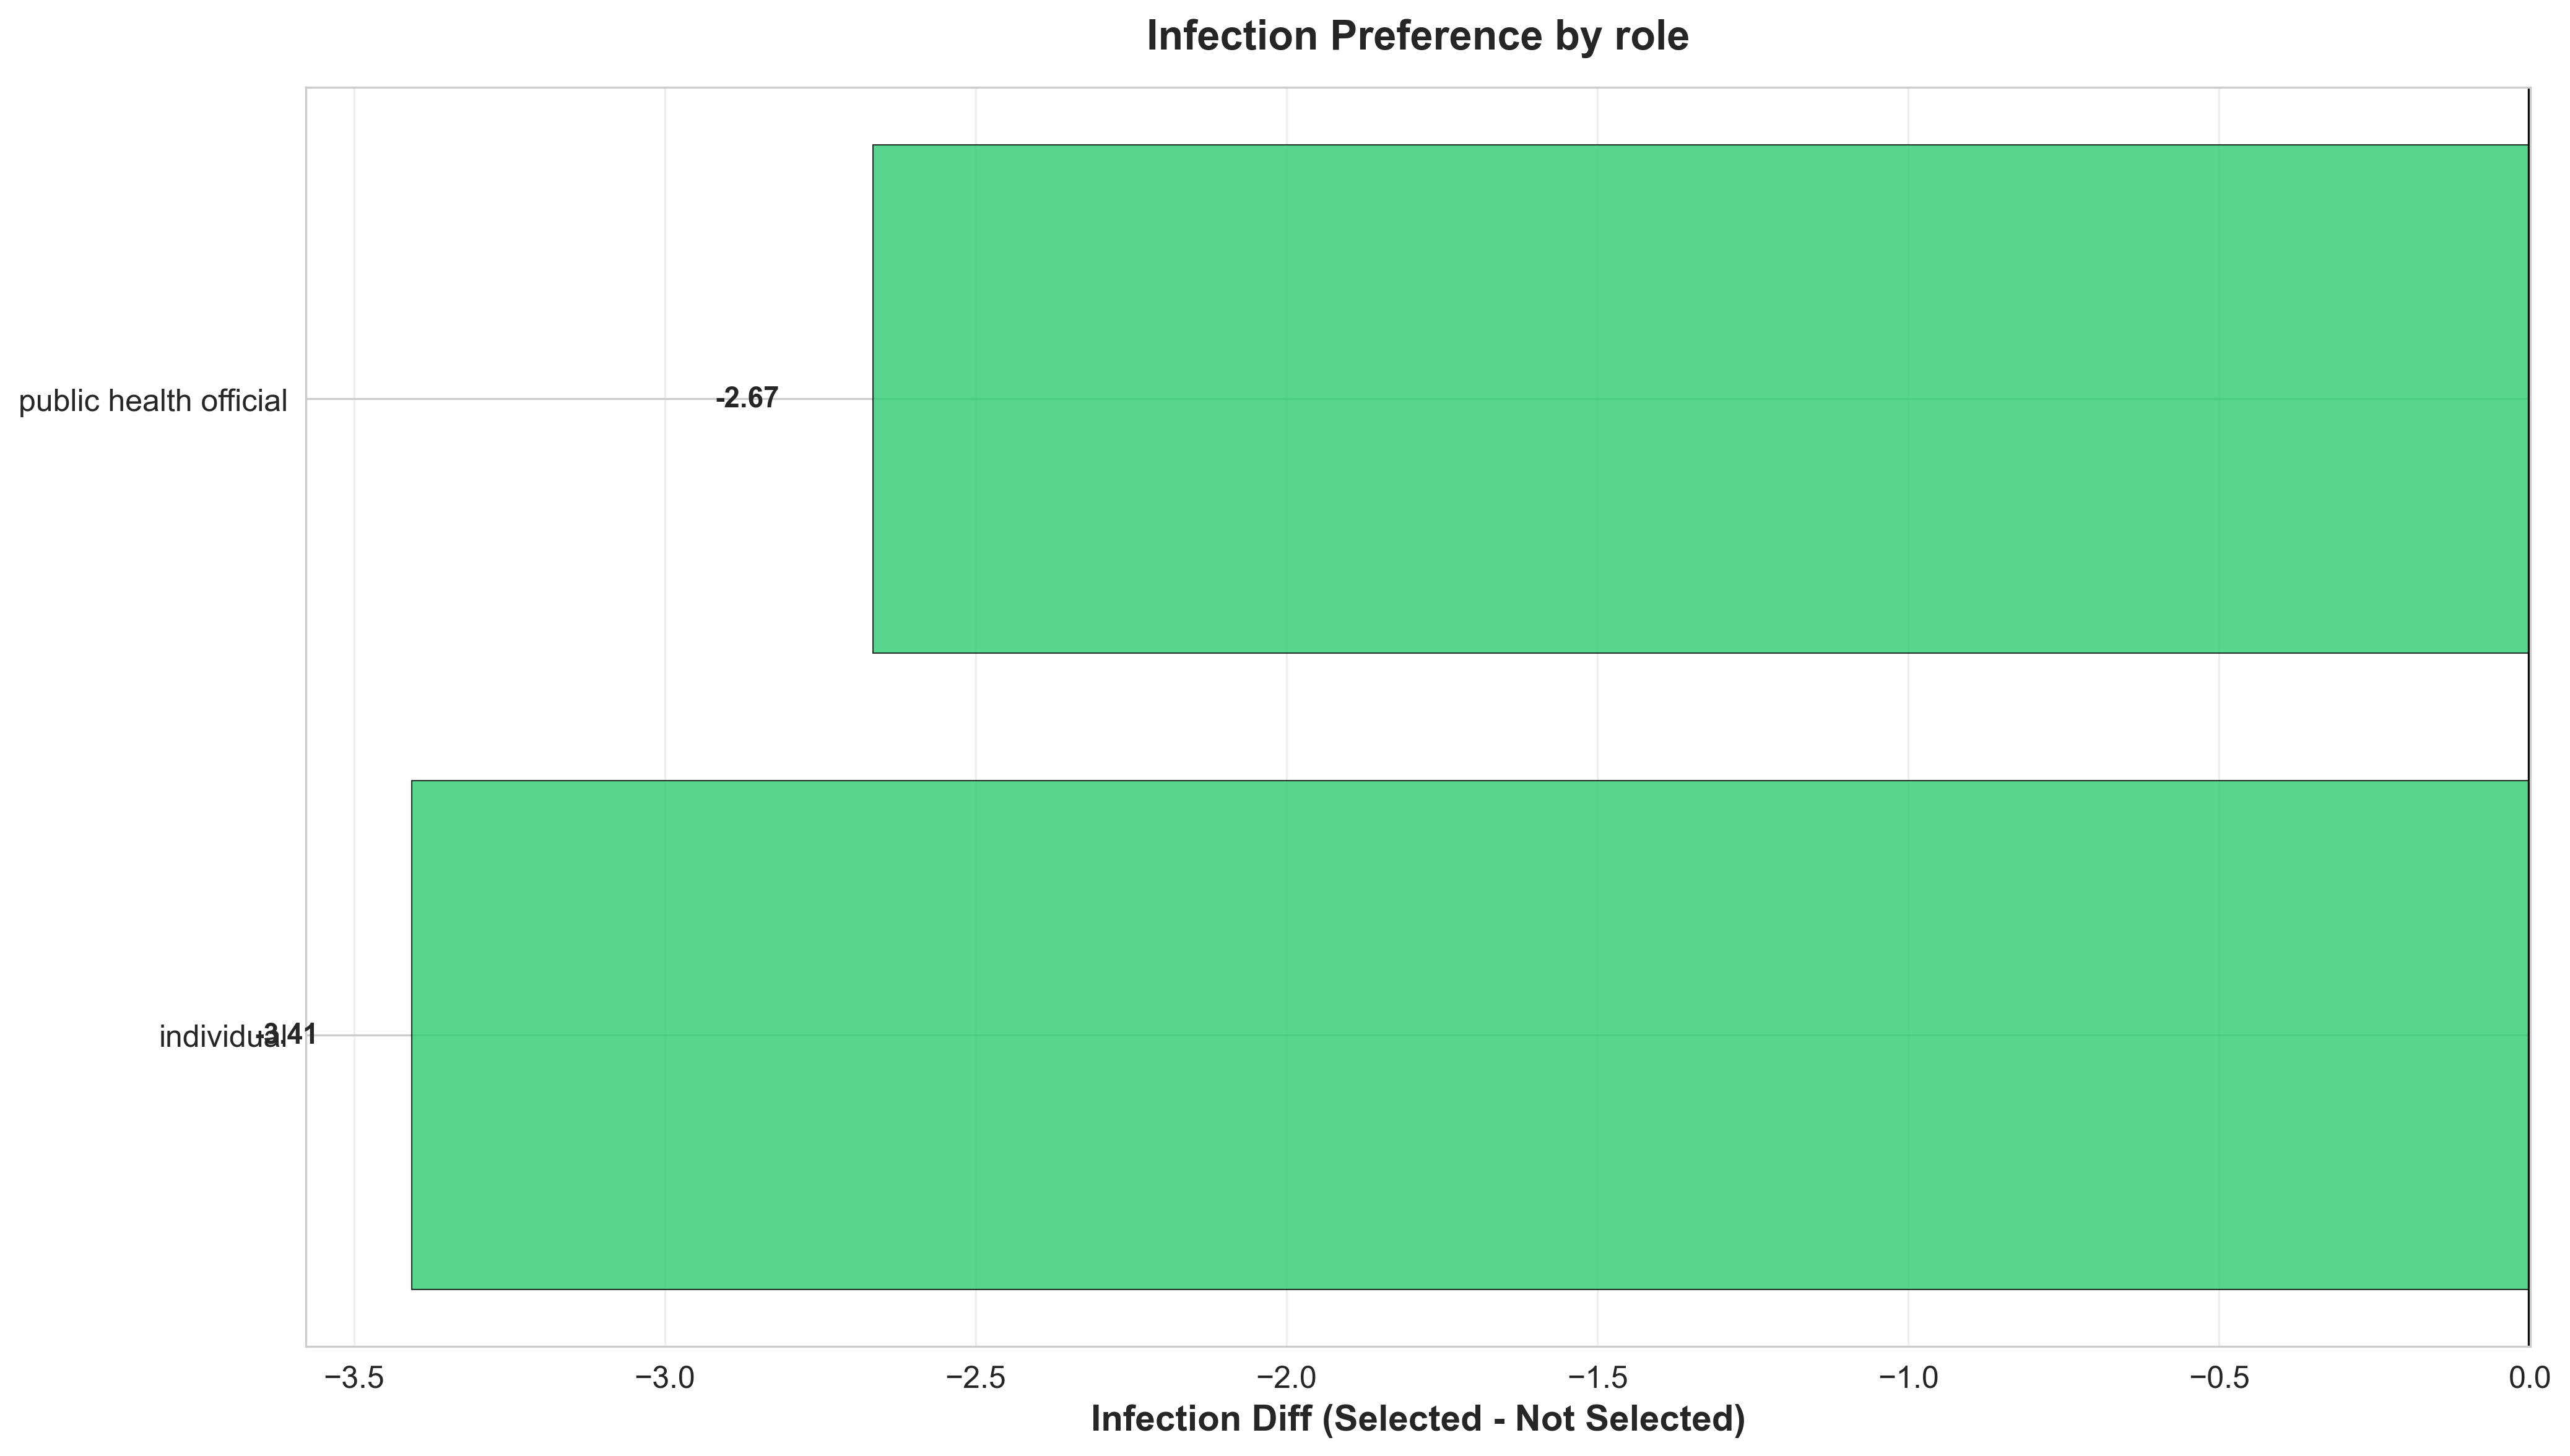 Infection Preference by role
public health official
-2.67
individual
-3.41
−3.5 −3.0 −2.5 −2.0 −1.5 −1.0 −0.5 0.0
Infection Diff (Selected - Not Selected)